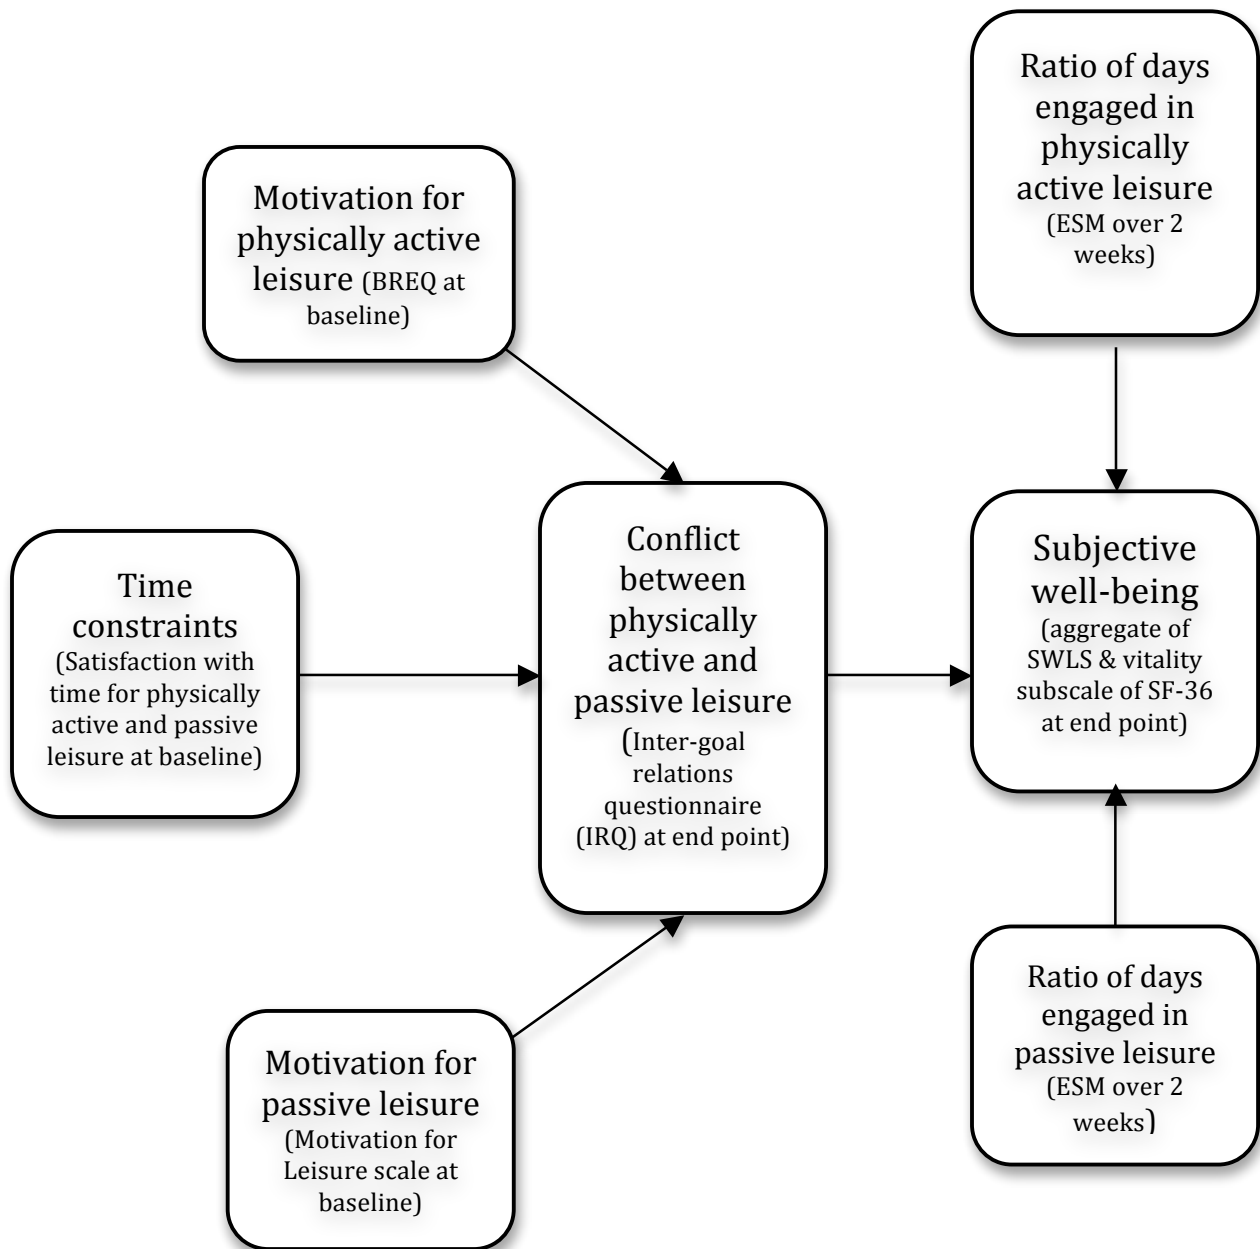 Ratio of days
engaged in
physically
active leisure
(ESM over 2
weeks)
Motivation for
physically active
leisure (BREQ at
baseline)
Time
constraints
(Satisfaction with
time for physically
active and passive
leisure at baseline)
Conflict
between
physically
active and
passive leisure
(Inter-goal
relations
questionnaire
(IRQ) at end point)
Subjective
well-being
(aggregate of
SWLS & vitality
subscale of SF-36
at end point)
Motivation for
passive leisure
(Motivation for
Leisure scale at
baseline)
Ratio of days
engaged in
passive leisure
(ESM over 2
weeks)